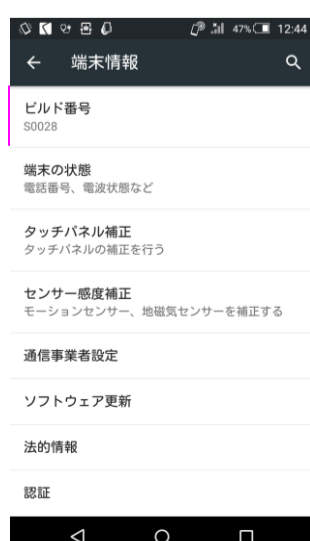 47% 12:44
端末情報
ビルド番号
S0028
端末の状態
電話番号、電波状態など
タッチパネル補正
タッチパネルの補正を行う
センサー感度補正
モーションセンサー、地磁気センサーを補正する
通信事業者設定
ソフトウェア更新
法的情報
認証